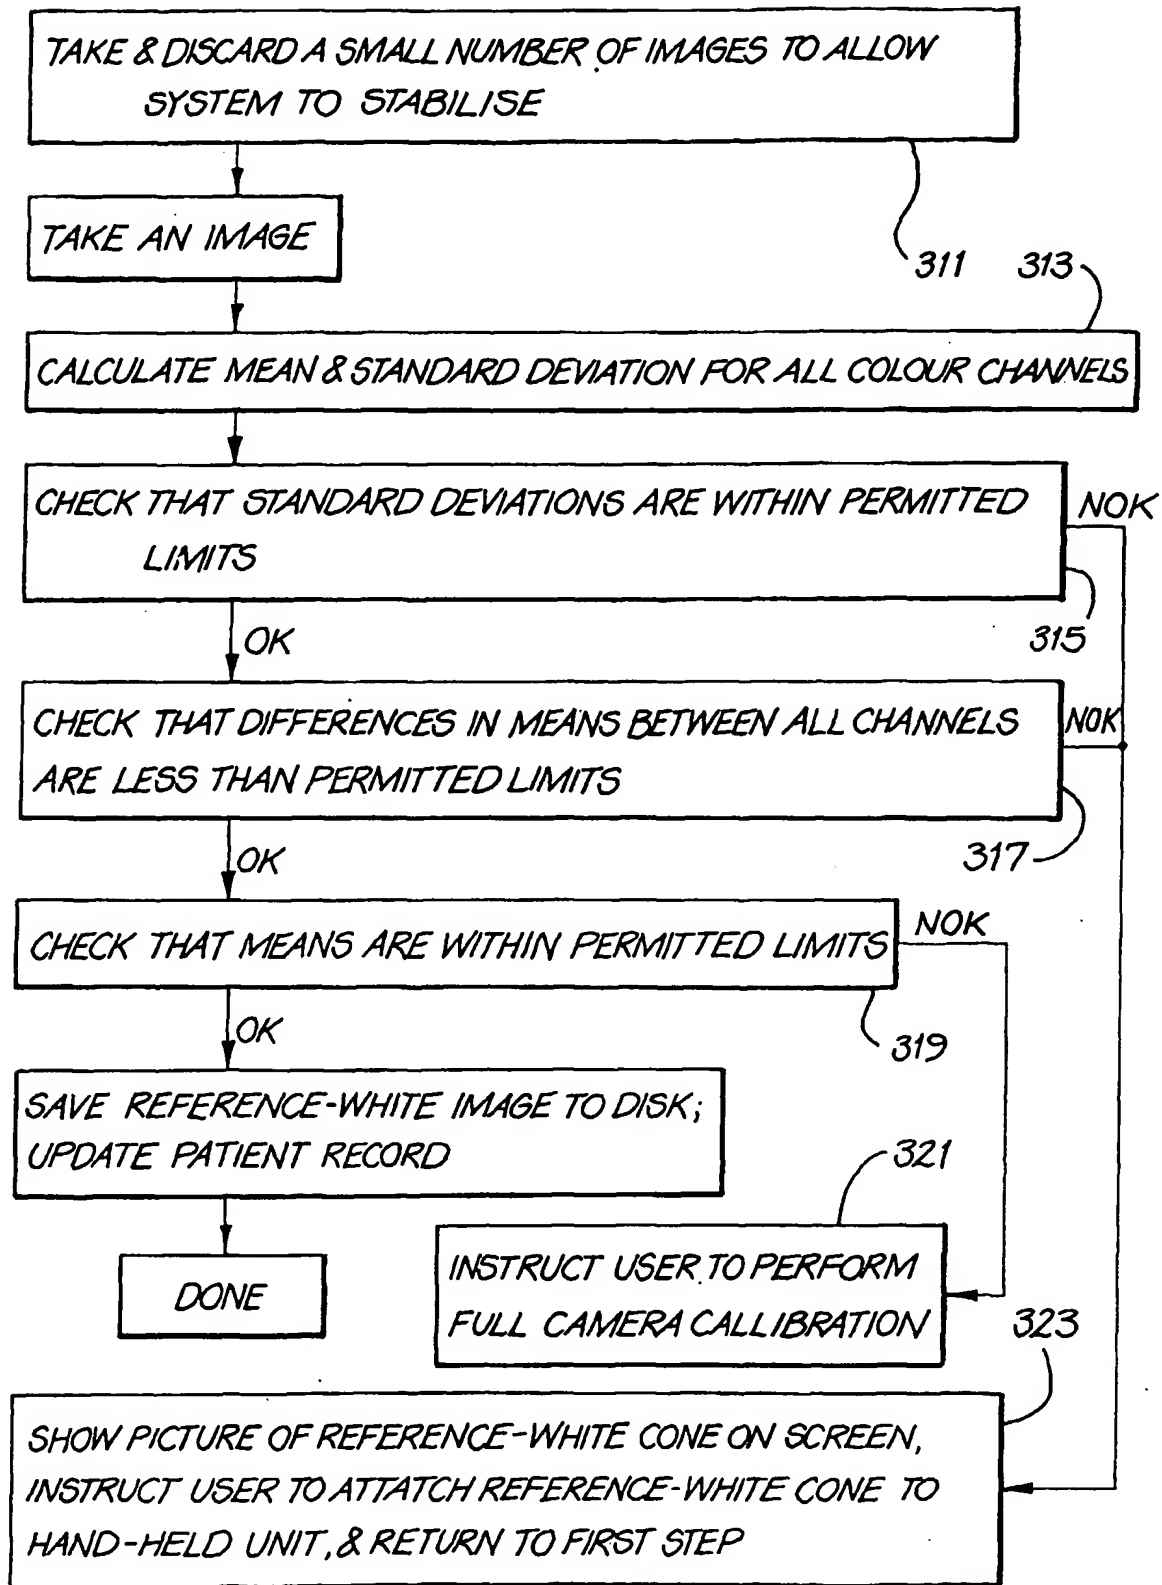 TAKE & DISCARD A SMALL NUMBER OF IMAGES TO ALLOW
SYSTEM TO STABILISE
TAKE AN IMAGE
311
313
CALCULATE MEAN & STANDARD DEVIATION FOR ALL COLOUR CHANNELS
CHECK THAT STANDARD DEVIATIONS ARE WITHIN PERMITTED
LIMITS
NOK
315
OK
CHECK THAT DIFFERENCES IN MEANS BETWEEN ALL CHANNELS
ARE LESS THAN PERMITTED LIMITS
NOK
317
OK
CHECK THAT MEANS ARE WITHIN PERMITTED LIMITS
NOK
319
OK
SAVE REFERENCE-WHITE IMAGE TO DISK;
UPDATE PATIENT RECORD
321
DONE
INSTRUCT USER TO PERFORM
FULL CAMERA CALLIBRATION
323
SHOW PICTURE OF REFERENCE-WHITE CONE ON SCREEN,
INSTRUCT USER TO ATTATCH REFERENCE-WHITE CONE TO
HAND-HELD UNIT, & RETURN TO FIRST STEP